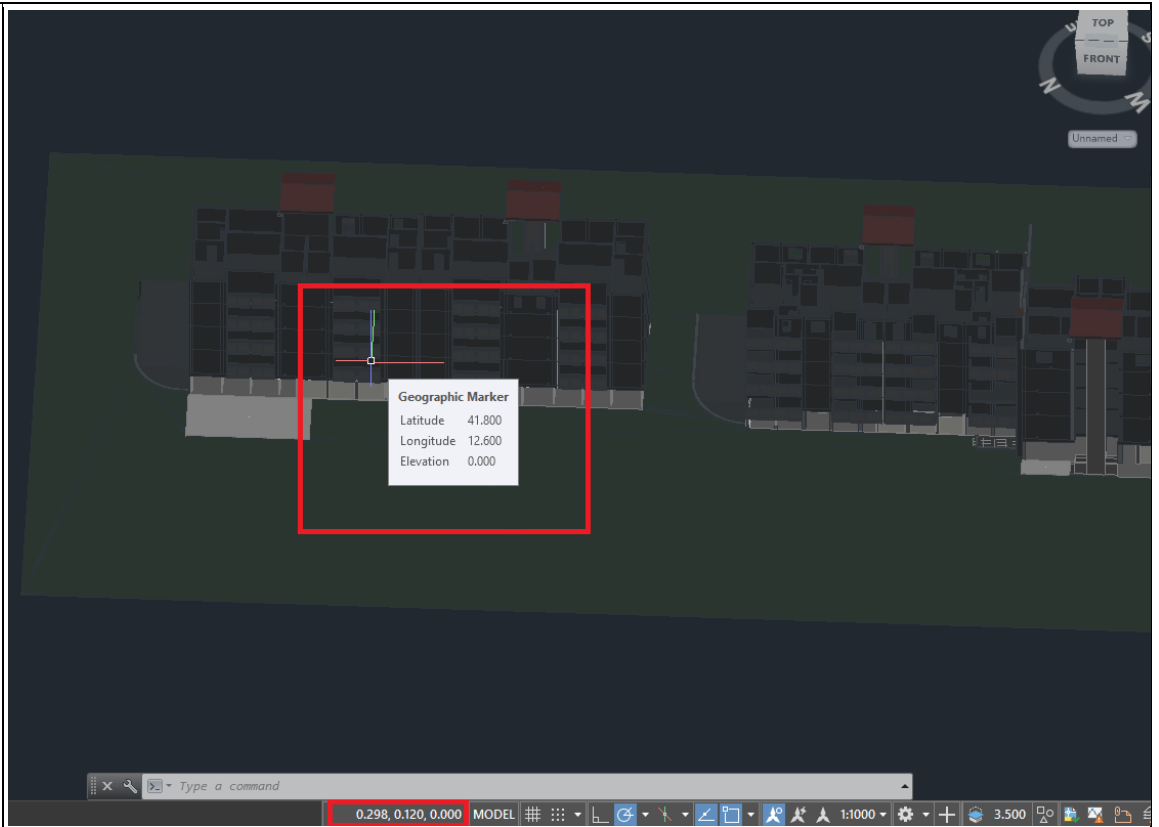 TOP
FRONT
N
W
S
Unnamed
Geographic Marker
Latitude 41.800
Longitude 12.600
Elevation 0.000
Type a command
0.298, 0.120, 0.000 MODEL 1:1000 3.500